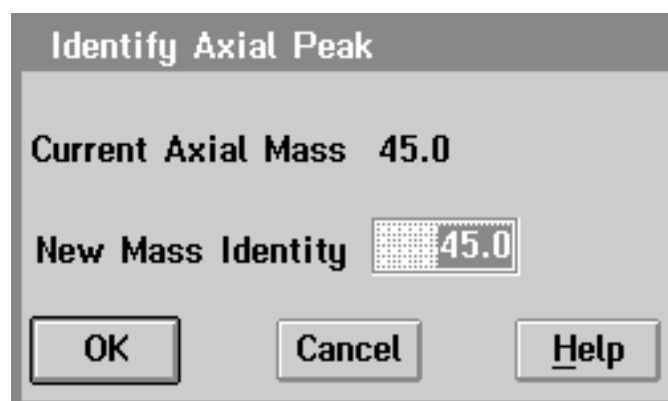 Identify Axial Peak
Current Axial Mass 45.0
New Mass Identity 45.0
OK Cancel Help